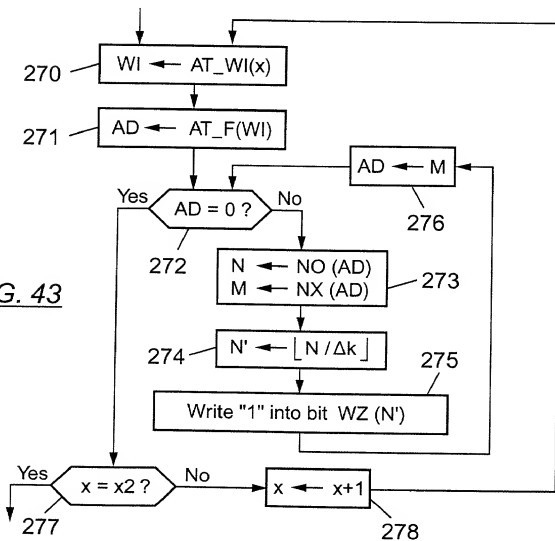 270
WI ← AT_WI(x)
271
AD ← AT_F(WI)
AD ← M
276
Yes
AD = 0 ?
No
272
N ← NO (AD)
M ← NX (AD)
273
G. 43
274
N' ← ⌊ N / Δk ⌋
275
Write "1" into bit WZ (N')
Yes
x = x2 ?
No
x ← x+1
277
278